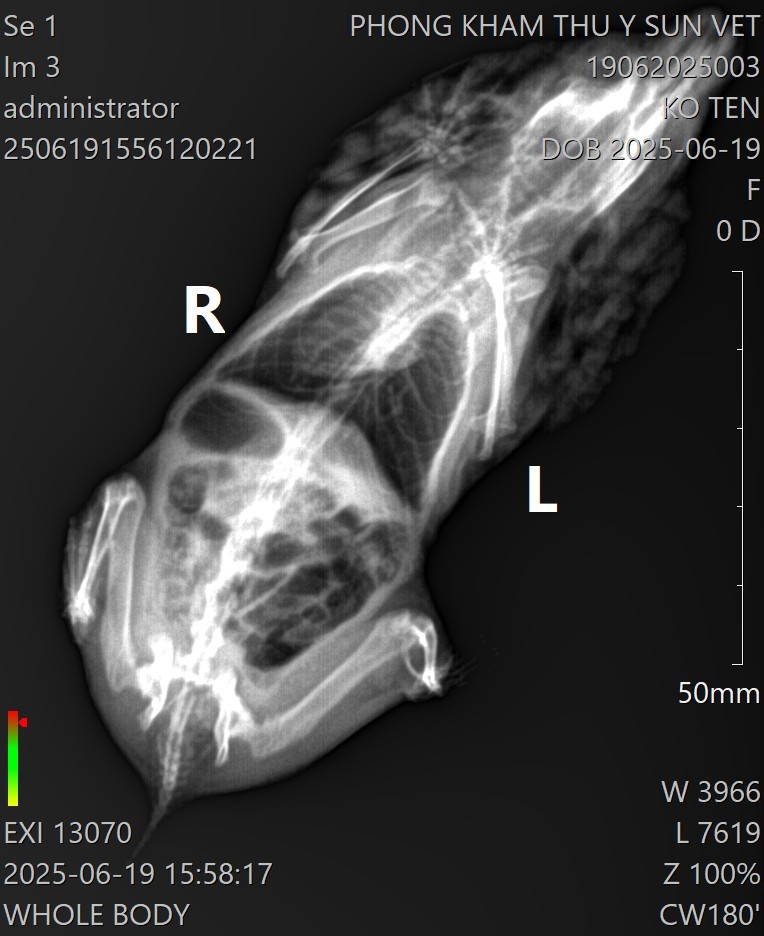 Se 1
Im 3
administrator
2506191556120221
PHONG KHAM THU Y SUN VET
19062025003
KO TEN
DOB 2025-06-19
F
0 D
R
L
50mm
EXI 13070
2025-06-19 15:58:17
WHOLE BODY
W 3966
L 7619
Z 100%
CW180'